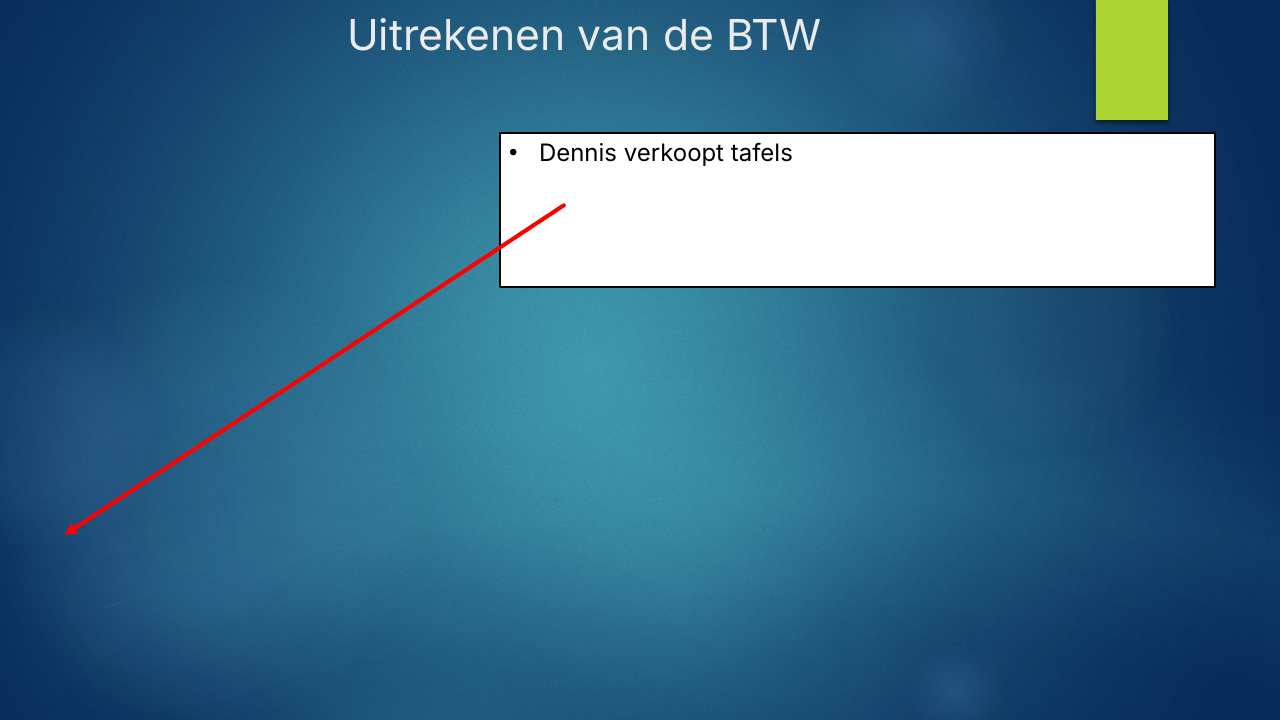 Uitrekenen van de BTW
• Dennis verkoopt tafels